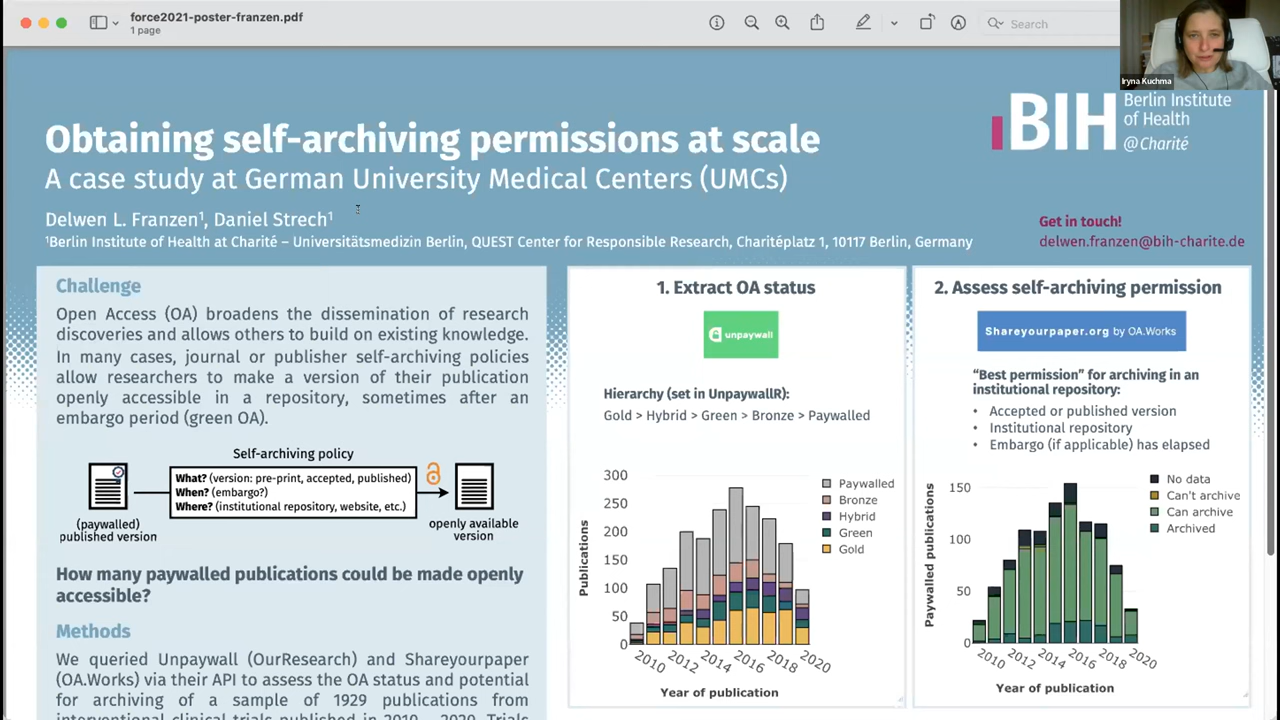 force2021-poster-franzen.pdf
1 page
Search
Iryna Kuchma
Obtaining self-archiving permissions at scale
A case study at German University Medical Centers (UMCs)
Delwen L. Franzen¹, Daniel Strech¹
¹Berlin Institute of Health at Charité – Universitätsmedizin Berlin, QUEST Center for Responsible Research, Charitéplatz 1, 10117 Berlin, Germany
BIH
Berlin Institute
of Health
@Charité
Get in touch!
delwen.franzen@bih-charite.de
Challenge
Open Access (OA) broadens the dissemination of research
discoveries and allows others to build on existing knowledge.
In many cases, journal or publisher self-archiving policies
allow researchers to make a version of their publication
openly accessible in a repository, sometimes after an
embargo period (green OA).
Self-archiving policy
What? (version: pre-print, accepted, published)
When? (embargo?)
Where? (institutional repository, website, etc.)
(paywalled)
published version
openly available
version
How many paywalled publications could be made openly
accessible?
Methods
We queried Unpaywall (OurResearch) and Shareyourpaper
(OA.Works) via their API to assess the OA status and potential
for archiving of a sample of 1929 publications from
interventional clinical trials published in 2010 – 2020. Trials
1. Extract OA status
unpaywall
Hierarchy (set in UnpaywallR):
Gold > Hybrid > Green > Bronze > Paywalled
Publications
300
250
200
150
100
50
0
2010
2012
2014
2016
2018
2020
Year of publication
Paywalled
Bronze
Hybrid
Green
Gold
2. Assess self-archiving permission
Shareyourpaper.org by OA.Works
“Best permission” for archiving in an
institutional repository:
• Accepted or published version
• Institutional repository
• Embargo (if applicable) has elapsed
Paywalled publications
150
100
50
0
2010
2012
2014
2016
2018
2020
Year of publication
No data
Can't archive
Can archive
Archived